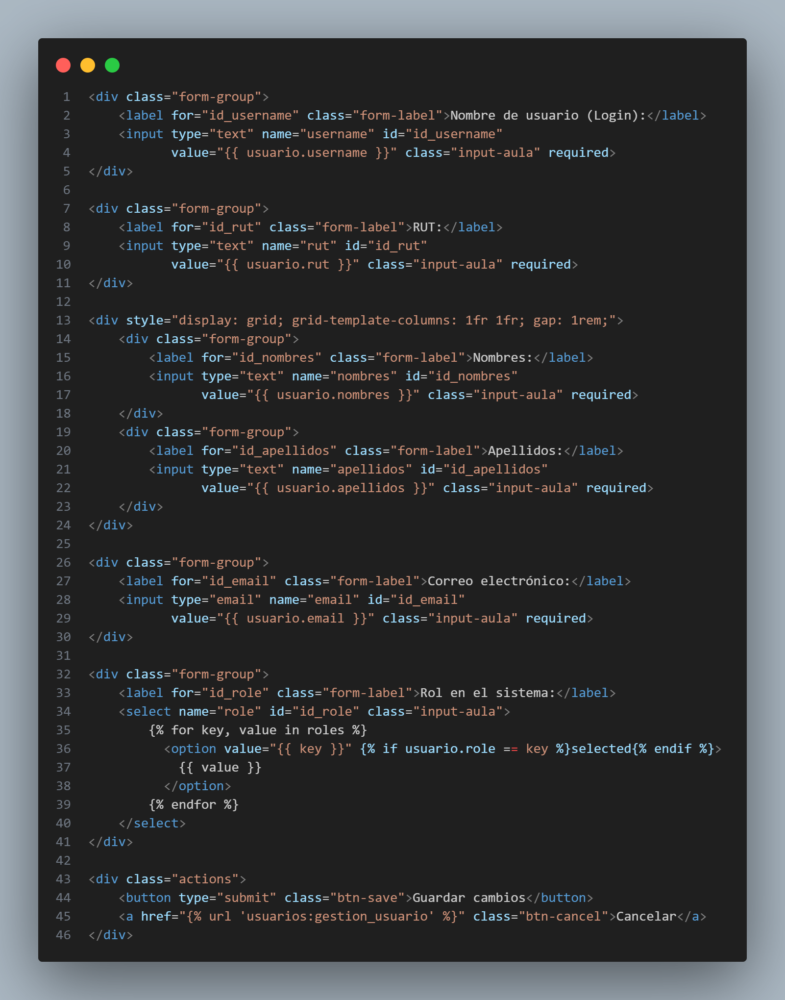 1 <div class="form-group">
2     <label for="id_username" class="form-label">Nombre de usuario (Login):</label>
3     <input type="text" name="username" id="id_username"
4            value="{{ usuario.username }}" class="input-aula" required>
5 </div>
6
7 <div class="form-group">
8     <label for="id_rut" class="form-label">RUT:</label>
9     <input type="text" name="rut" id="id_rut"
10            value="{{ usuario.rut }}" class="input-aula" required>
11 </div>
12
13 <div style="display: grid; grid-template-columns: 1fr 1fr; gap: 1rem;">
14     <div class="form-group">
15         <label for="id_nombres" class="form-label">Nombres:</label>
16         <input type="text" name="nombres" id="id_nombres"
17                value="{{ usuario.nombres }}" class="input-aula" required>
18     </div>
19     <div class="form-group">
20         <label for="id_apellidos" class="form-label">Apellidos:</label>
21         <input type="text" name="apellidos" id="id_apellidos"
22                value="{{ usuario.apellidos }}" class="input-aula" required>
23     </div>
24 </div>
25
26 <div class="form-group">
27     <label for="id_email" class="form-label">Correo electrónico:</label>
28     <input type="email" name="email" id="id_email"
29            value="{{ usuario.email }}" class="input-aula" required>
30 </div>
31
32 <div class="form-group">
33     <label for="id_role" class="form-label">Rol en el sistema:</label>
34     <select name="role" id="id_role" class="input-aula">
35         {% for key, value in roles %}
36           <option value="{{ key }}" {% if usuario.role == key %}selected{% endif %}>
37             {{ value }}
38           </option>
39         {% endfor %}
40     </select>
41 </div>
42
43 <div class="actions">
44     <button type="submit" class="btn-save">Guardar cambios</button>
45     <a href="{% url 'usuarios:gestion_usuario' %}" class="btn-cancel">Cancelar</a>
46 </div>